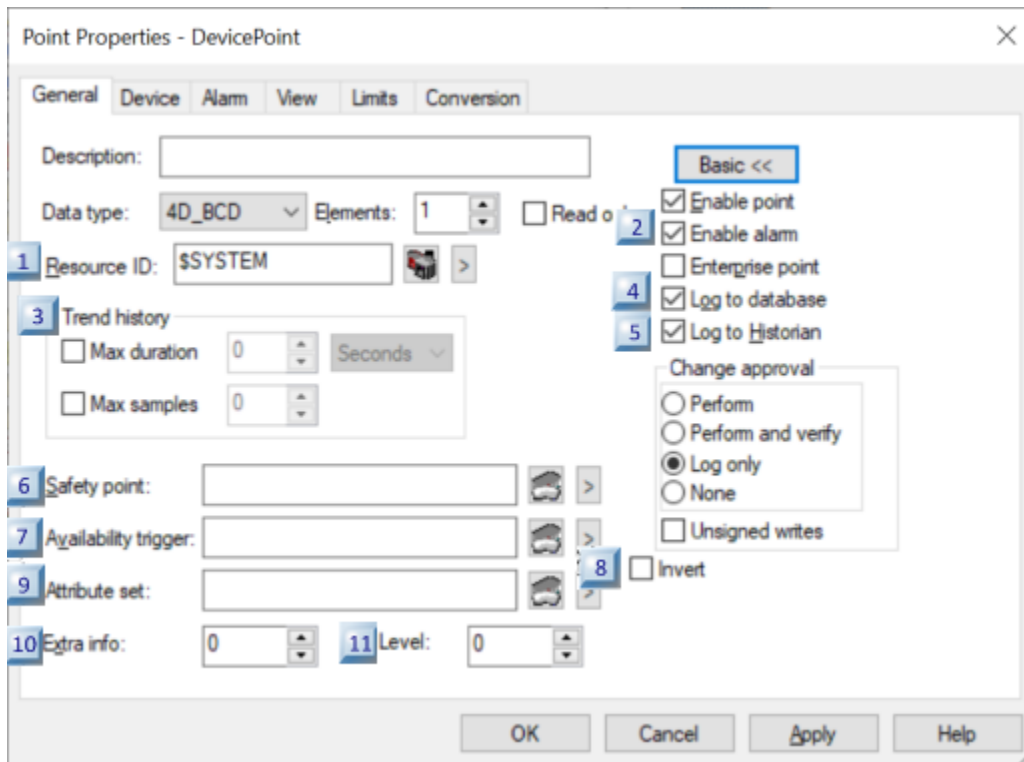 Point Properties - DevicePoint
General Device Alarm View Limits Conversion
Description:
Basic <<
Data type: 4D_BCD Elements: 1 Read o
Enable point
2 Enable alarm
1 Resource ID: $SYSTEM >
Enterprise point
4 Log to database
3 Trend history
5 Log to Historian
Max duration 0 Seconds
Change approval
Max samples 0
Perform
Perform and verify
Log only
None
6 Safety point: >
Unsigned writes
7 Availability trigger: >
8 Invert
9 Attribute set: >
10 Extra info: 0 11 Level: 0
OK Cancel Apply Help